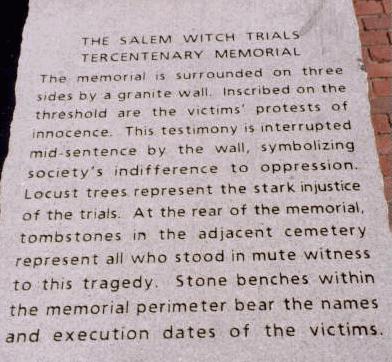 THE SALEM WITCH TRIALS
TERCENTENARY MEMORIAL
The memorial is surrounded on three
sides by a granite wall. Inscribed on the
threshold are the victims' protests of
innocence. This testimony is interrupted
mid-sentence by the wall, symbolizing
society's indifference to oppression.
Locust trees represent the stark injustice
of the trials. At the rear of the memorial,
tombstones in the adjacent cemetery
represent all who stood in mute witness
to this tragedy. Stone benches within
the memorial perimeter bear the names
and execution dates of the victims.